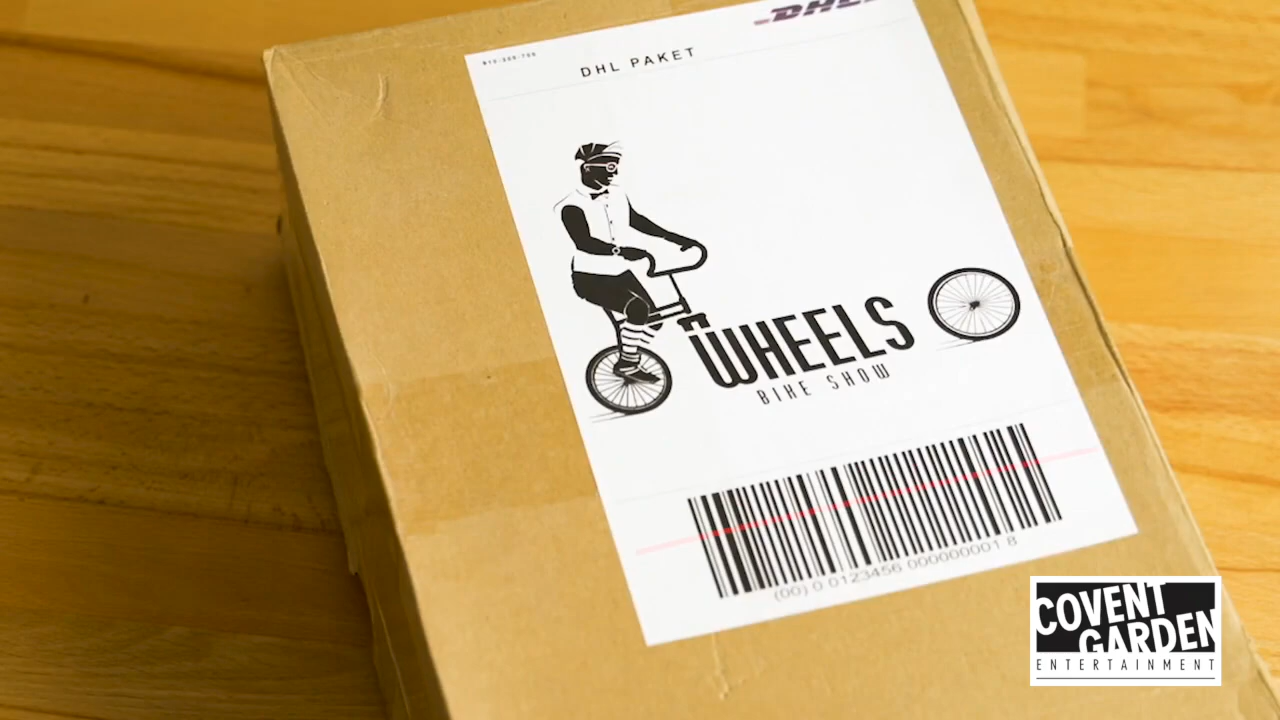 DHL
DHL PAKET
WHEELS
BIKE SHOW
(00) 0 0123456 000000001 8
COVENT
GARDEN
ENTERTAINMENT